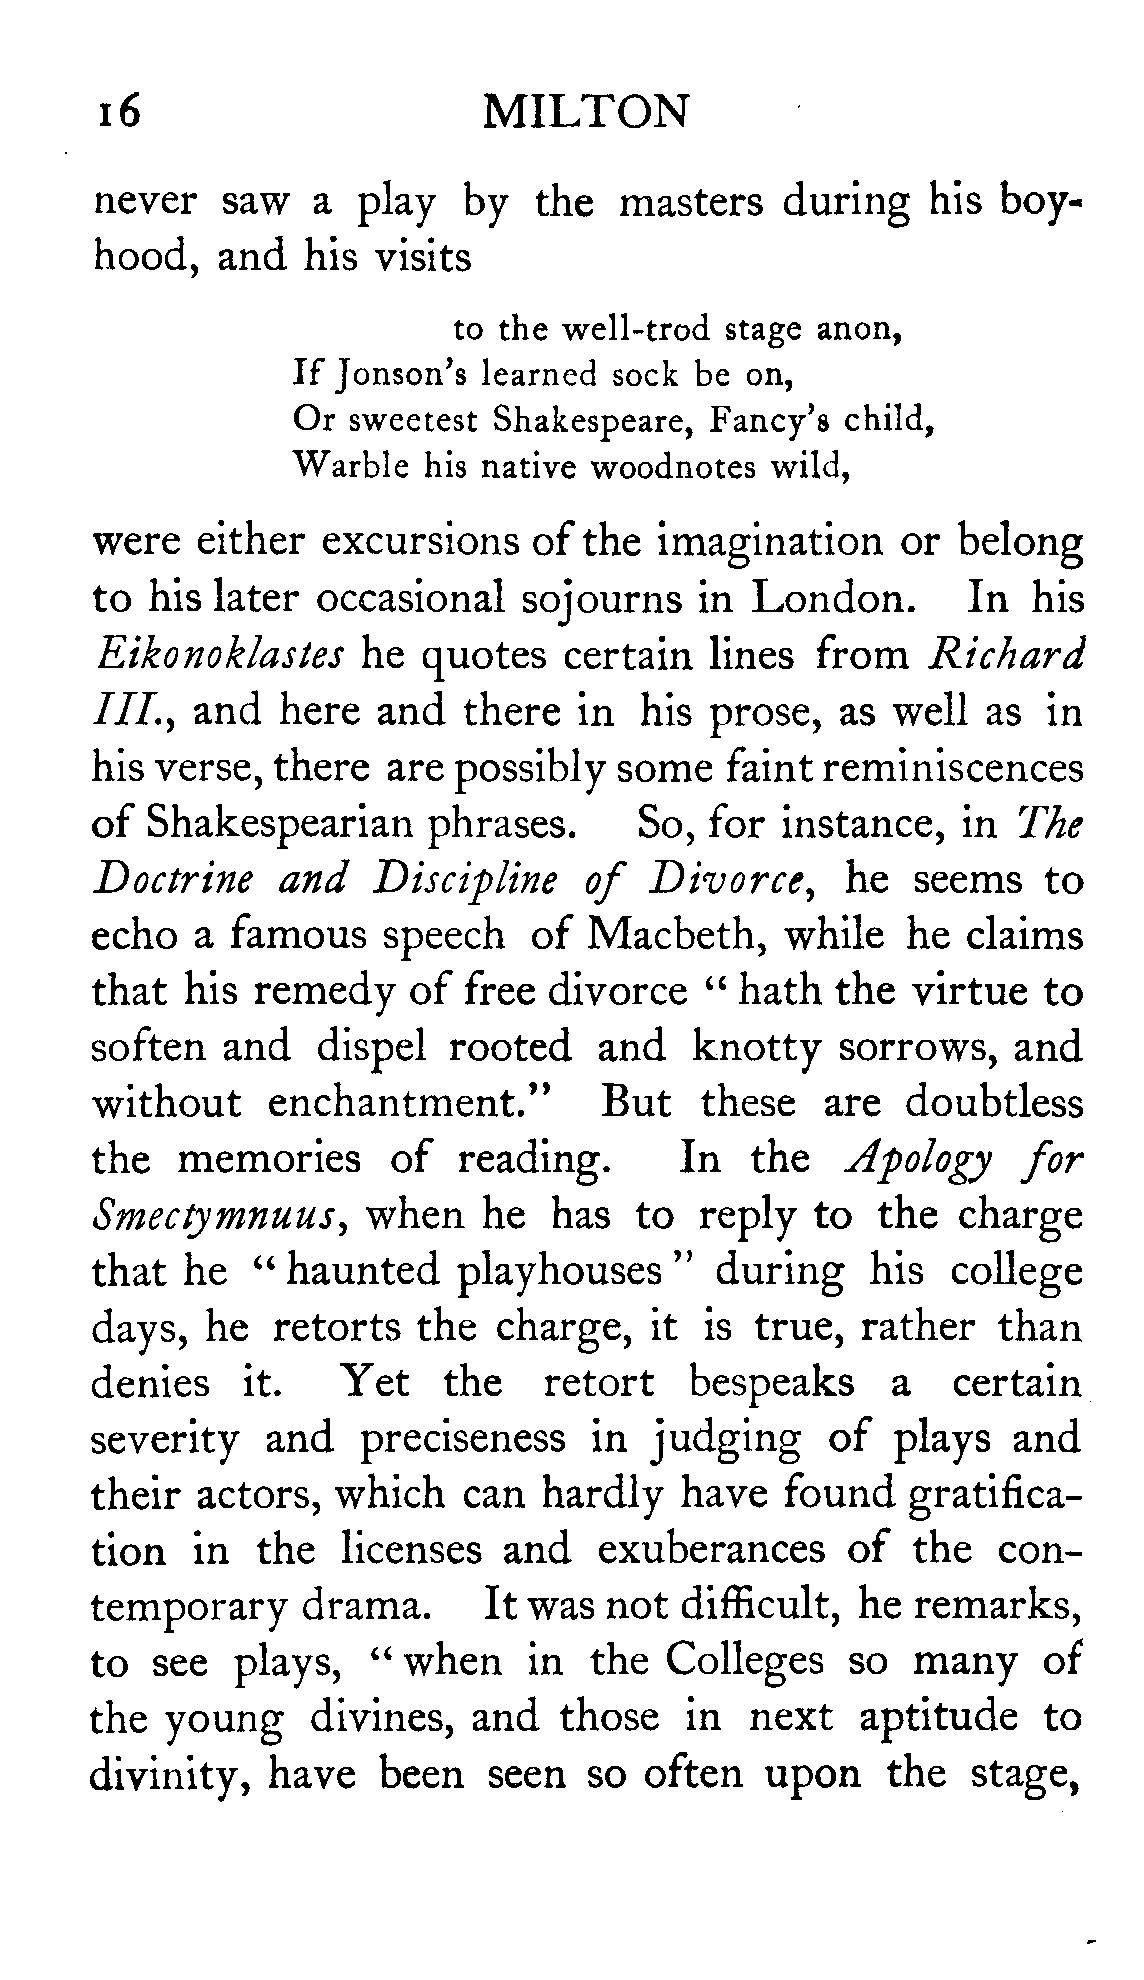 16 MILTON
never saw a play by the masters during his boy-
hood, and his visits
to the well-trod stage anon,
If Jonson's learned sock be on,
Or sweetest Shakespeare, Fancy's child,
Warble his native woodnotes wild,
were either excursions of the imagination or belong
to his later occasional sojourns in London. In his
Eikonoklastes he quotes certain lines from Richard
III., and here and there in his prose, as well as in
his verse, there are possibly some faint reminiscences
of Shakespearian phrases. So, for instance, in The
Doctrine and Discipline of Divorce, he seems to
echo a famous speech of Macbeth, while he claims
that his remedy of free divorce “ hath the virtue to
soften and dispel rooted and knotty sorrows, and
without enchantment.” But these are doubtless
the memories of reading. In the Apology for
Smectymnuus, when he has to reply to the charge
that he “ haunted playhouses ” during his college
days, he retorts the charge, it is true, rather than
denies it. Yet the retort bespeaks a certain
severity and preciseness in judging of plays and
their actors, which can hardly have found gratifica-
tion in the licenses and exuberances of the con-
temporary drama. It was not difficult, he remarks,
to see plays, “ when in the Colleges so many of
the young divines, and those in next aptitude to
divinity, have been seen so often upon the stage,